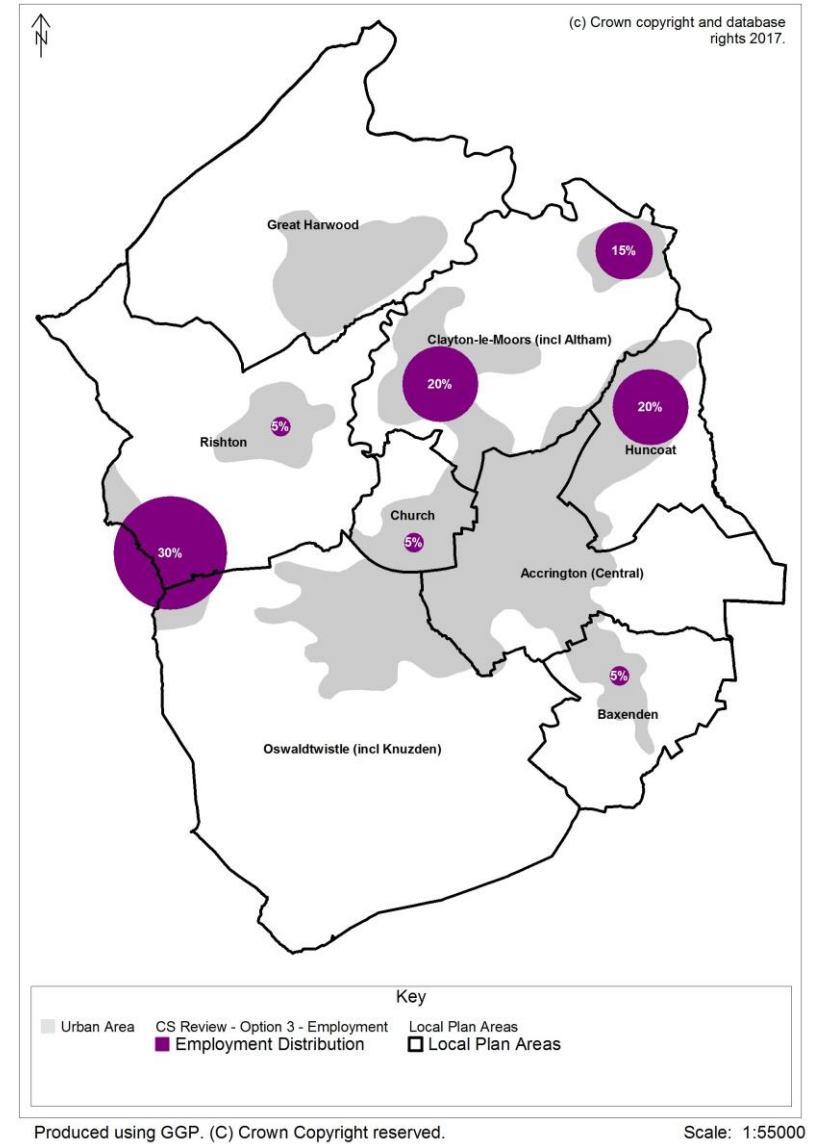 N
(c) Crown copyright and database
rights 2017.
Great Harwood
15%
Clayton-le-Moors (incl Altham)
20%
20%
Huncoat
5%
Rishton
Church
5%
30%
Accrington (Central)
5%
Baxenden
Oswaldtwistle (incl Knuzden)
Key
Urban Area
CS Review - Option 3 - Employment
Employment Distribution
Local Plan Areas
Local Plan Areas
Produced using GGP. (C) Crown Copyright reserved.
Scale: 1:55000